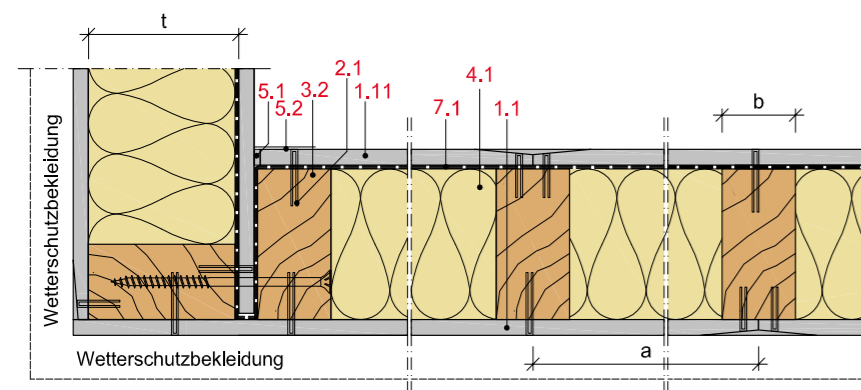 t
2.1
4.1
5.1
3.2
1.11
5.2
7.1
1.1
b
Wetterschutzbekleidung
Wetterschutzbekleidung
a